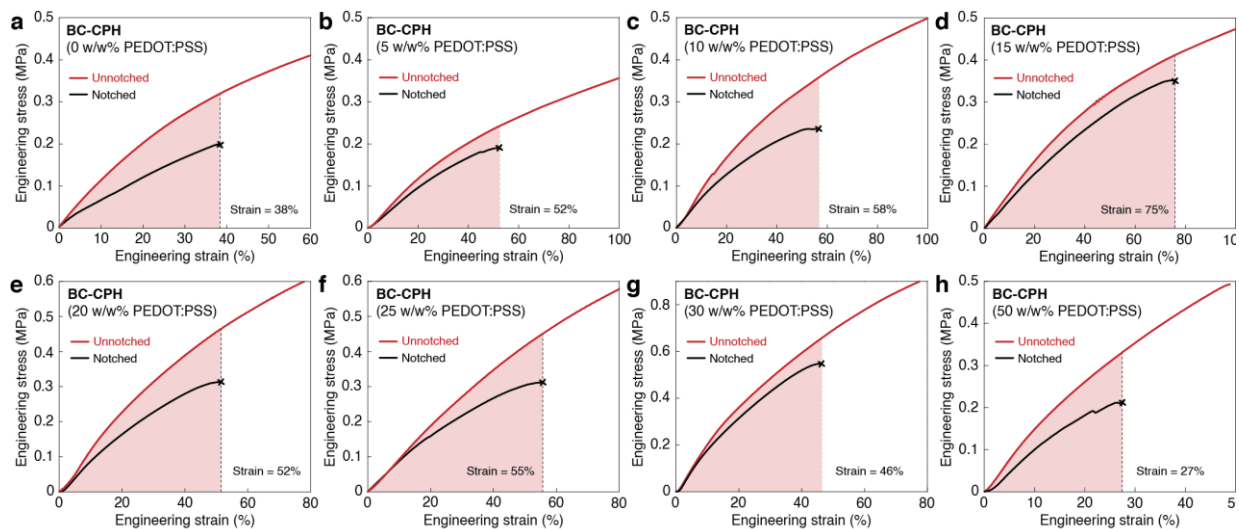 a
BC-CPH
(0 w/w% PEDOT:PSS)
Unnotched
Notched
Strain = 38%
Engineering stress (MPa)
0.5
0.4
0.3
0.2
0.1
0
0
20
40
60
Engineering strain (%)
b
BC-CPH
(5 w/w% PEDOT:PSS)
Unnotched
Notched
Strain = 52%
Engineering stress (MPa)
0.5
0.4
0.3
0.2
0.1
0
0
20
40
60
80
100
Engineering strain (%)
c
BC-CPH
(10 w/w% PEDOT:PSS)
Unnotched
Notched
Strain = 58%
Engineering stress (MPa)
0.5
0.4
0.3
0.2
0.1
0
0
20
40
60
80
100
Engineering strain (%)
d
BC-CPH
(15 w/w% PEDOT:PSS)
Unnotched
Notched
Strain = 75%
Engineering stress (MPa)
0.5
0.4
0.3
0.2
0.1
0
0
20
40
60
80
Engineering strain (%)
e
BC-CPH
(20 w/w% PEDOT:PSS)
Unnotched
Notched
Strain = 52%
Engineering stress (MPa)
0.6
0.5
0.4
0.3
0.2
0.1
0
0
20
40
60
80
Engineering strain (%)
f
BC-CPH
(25 w/w% PEDOT:PSS)
Unnotched
Notched
Strain = 55%
Engineering stress (MPa)
0.6
0.5
0.4
0.3
0.2
0.1
0
0
20
40
60
80
Engineering strain (%)
g
BC-CPH
(30 w/w% PEDOT:PSS)
Unnotched
Notched
Strain = 46%
Engineering stress (MPa)
0.8
0.6
0.4
0.2
0
0
20
40
60
80
Engineering strain (%)
h
BC-CPH
(50 w/w% PEDOT:PSS)
Unnotched
Notched
Strain = 27%
Engineering stress (MPa)
0.5
0.4
0.3
0.2
0.1
0
0
10
20
30
40
Engineering strain (%)